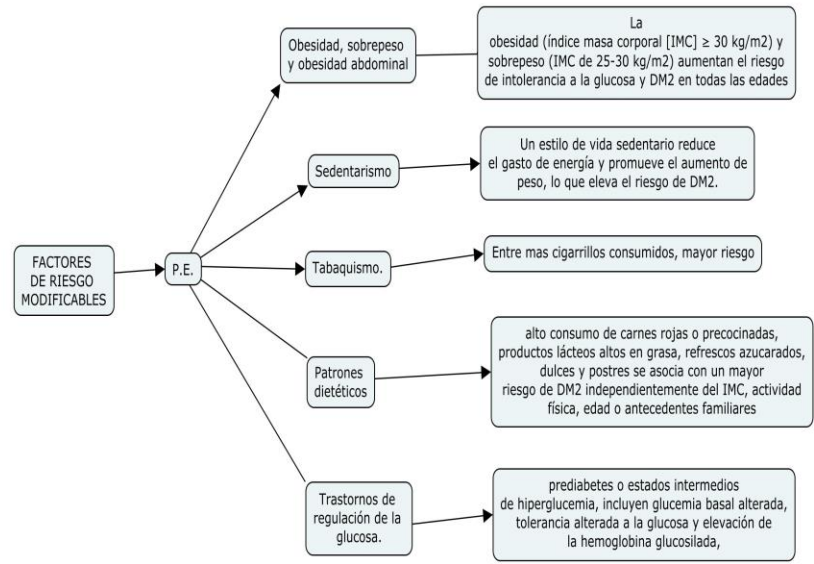 FACTORES
DE RIESGO
MODIFICABLES
P.E.
Obesidad, sobrepeso
y obesidad abdominal
La
obesidad (índice masa corporal [IMC] ≥ 30 kg/m2) y
sobrepeso (IMC de 25-30 kg/m2) aumentan el riesgo
de intolerancia a la glucosa y DM2 en todas las edades
Sedentarismo
Un estilo de vida sedentario reduce
el gasto de energía y promueve el aumento de
peso, lo que eleva el riesgo de DM2.
Tabaquismo.
Entre mas cigarrillos consumidos, mayor riesgo
Patrones
dietéticos
alto consumo de carnes rojas o precocinadas,
productos lácteos altos en grasa, refrescos azucarados,
dulces y postres se asocia con un mayor
riesgo de DM2 independientemente del IMC, actividad
física, edad o antecedentes familiares
Trastornos de
regulación de la
glucosa.
prediabetes o estados intermedios
de hiperglucemia, incluyen glucemia basal alterada,
tolerancia alterada a la glucosa y elevación de
la hemoglobina glucosilada,